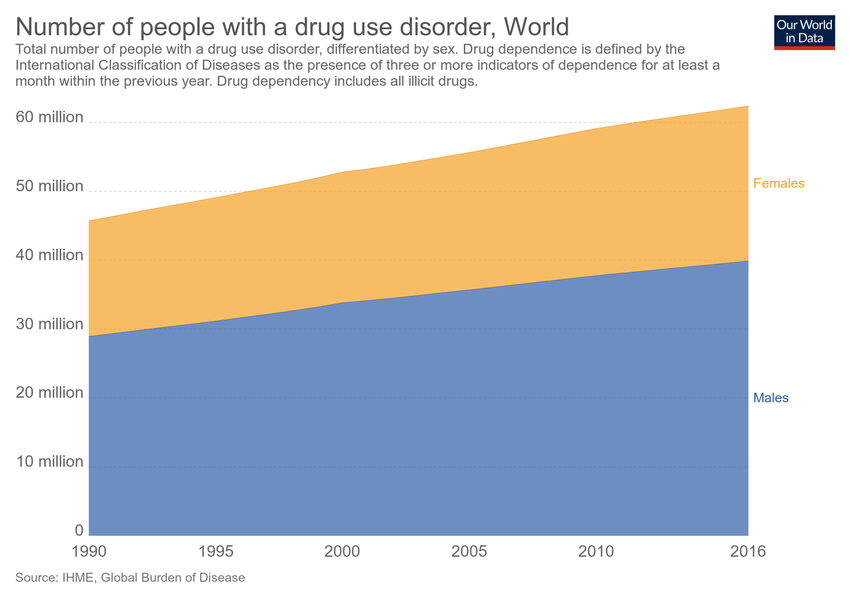 Number of people with a drug use disorder, World
Our World
in Data
Total number of people with a drug use disorder, differentiated by sex. Drug dependence is defined by the
International Classification of Diseases as the presence of three or more indicators of dependence for at least a
month within the previous year. Drug dependency includes all illicit drugs.
60 million
50 million
Females
40 million
30 million
20 million
Males
10 million
0
1990 1995 2000 2005 2010 2016
Source: IHME, Global Burden of Disease